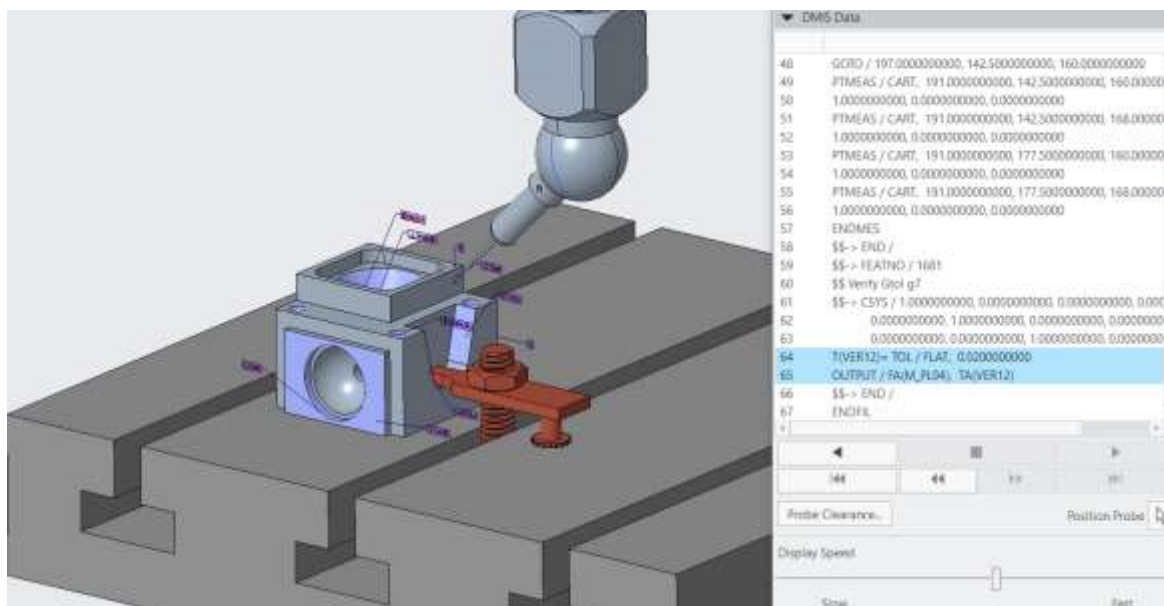 DMIS Data
48 GOTO / 197.0000000000, 142.5000000000, 160.0000000000
49 PTMEAS / CART, 191.0000000000, 142.5000000000, 160.00000
50 1.0000000000, 0.0000000000, 0.0000000000
51 PTMEAS / CART, 191.0000000000, 142.5000000000, 168.00000
52 1.0000000000, 0.0000000000, 0.0000000000
53 PTMEAS / CART, 191.0000000000, 177.5000000000, 160.00000
54 1.0000000000, 0.0000000000, 0.0000000000
55 PTMEAS / CART, 191.0000000000, 177.5000000000, 168.00000
56 1.0000000000, 0.0000000000, 0.0000000000
57 ENDMES
58 $$-> END /
59 $$-> FEATNO / 1681
60 $$ Verify Gtol g7
61 $$-> CSYS / 1.0000000000, 0.0000000000, 0.0000000000, 0.000
62 0.0000000000, 1.0000000000, 0.0000000000, 0.0000000
63 0.0000000000, 0.0000000000, 1.0000000000, 0.0000000
64 T(VER12)= TOL / FLAT, 0.0200000000
65 OUTPUT / FA(M_PL04), TA(VER12)
66 $$-> END /
67 ENDFIL
Probe Clearance...
Position Probe
Display Speed
Slow
Fast